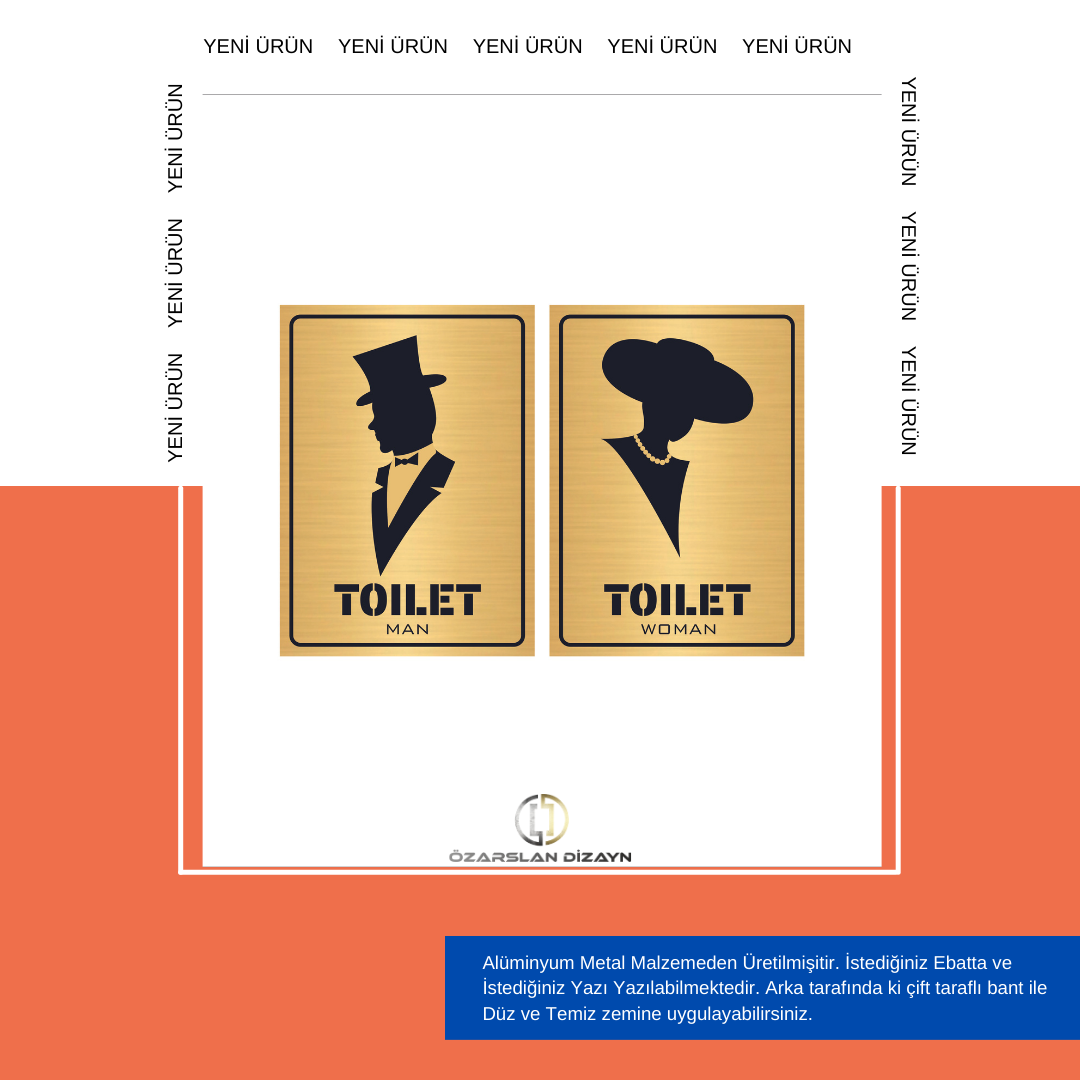 YENİ ÜRÜN YENİ ÜRÜN YENİ ÜRÜN YENİ ÜRÜN YENİ ÜRÜN
YENİ ÜRÜN YENİ ÜRÜN YENİ ÜRÜN
YENİ ÜRÜN YENİ ÜRÜN YENİ ÜRÜN
TOILET
MAN
TOILET
WOMAN
ÖZARSLAN DİZAYN
Alüminyum Metal Malzemeden Üretilmişitir. İstediğiniz Ebatta ve
İstediğiniz Yazı Yazılabilmektedir. Arka tarafında ki çift taraflı bant ile
Düz ve Temiz zemine uygulayabilirsiniz.